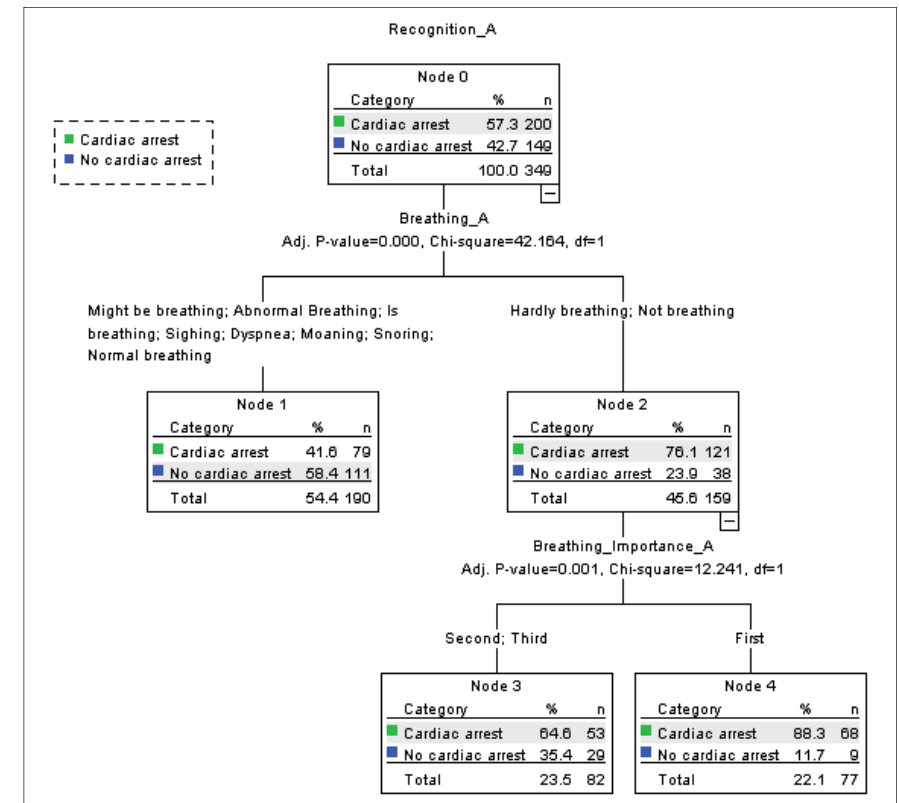 Recognition_A
Node 0
Category % n
Cardiac arrest 57.3 200
No cardiac arrest 42.7 149
Total 100.0 349
Cardiac arrest
No cardiac arrest
Breathing_A
Adj. P-value=0.000, Chi-square=42.164, df=1
Might be breathing; Abnormal Breathing; Is
breathing; Sighing; Dyspnea; Moaning; Snoring;
Normal breathing
Hardly breathing; Not breathing
Node 1
Category % n
Cardiac arrest 41.6 79
No cardiac arrest 58.4 111
Total 54.4 190
Node 2
Category % n
Cardiac arrest 76.1 121
No cardiac arrest 23.9 38
Total 45.6 159
Breathing_Importance_A
Adj. P-value=0.001, Chi-square=12.241, df=1
Second; Third
First
Node 3
Category % n
Cardiac arrest 64.6 53
No cardiac arrest 35.4 29
Total 23.5 82
Node 4
Category % n
Cardiac arrest 88.3 68
No cardiac arrest 11.7 9
Total 22.1 77